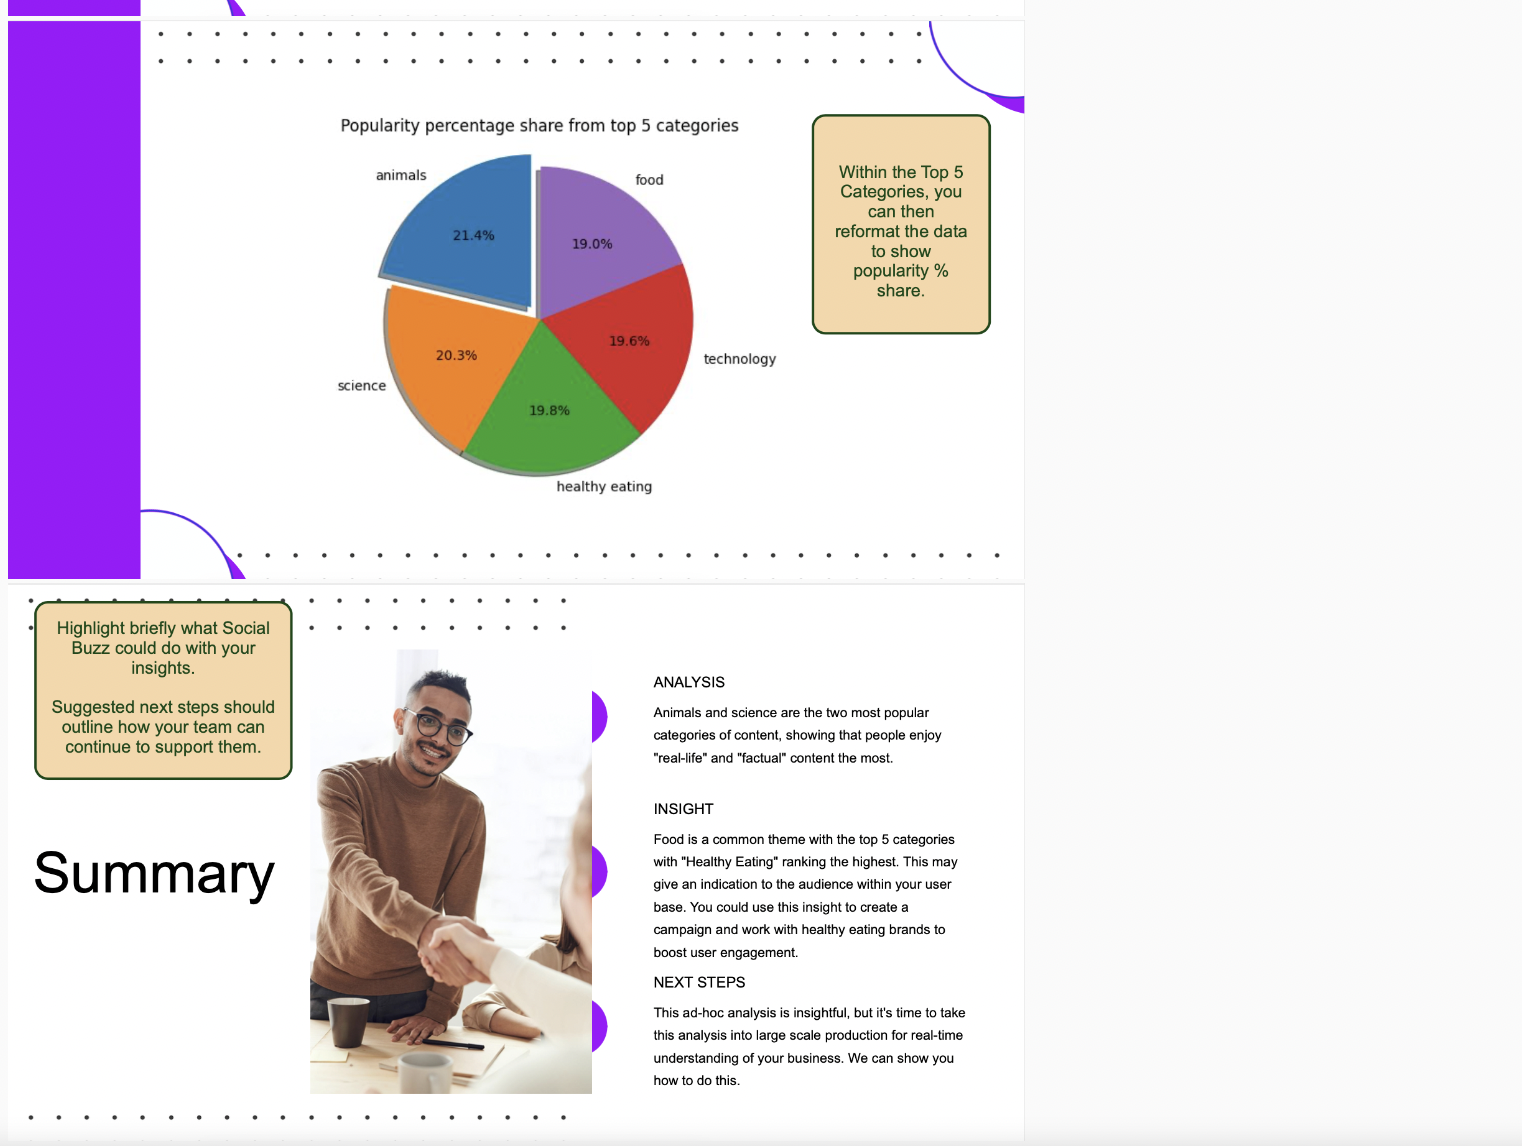 Popularity percentage share from top 5 categories
animals
food
21.4%
19.0%
Within the Top 5
Categories, you
can then
reformat the data
to show
popularity %
share.
20.3%
19.6%
science
technology
19.8%
healthy eating
Highlight briefly what Social
Buzz could do with your
insights.
Suggested next steps should
outline how your team can
continue to support them.
Summary
ANALYSIS
Animals and science are the two most popular
categories of content, showing that people enjoy
"real-life" and "factual" content the most.
INSIGHT
Food is a common theme with the top 5 categories
with "Healthy Eating" ranking the highest. This may
give an indication to the audience within your user
base. You could use this insight to create a
campaign and work with healthy eating brands to
boost user engagement.
NEXT STEPS
This ad-hoc analysis is insightful, but it's time to take
this analysis into large scale production for real-time
understanding of your business. We can show you
how to do this.